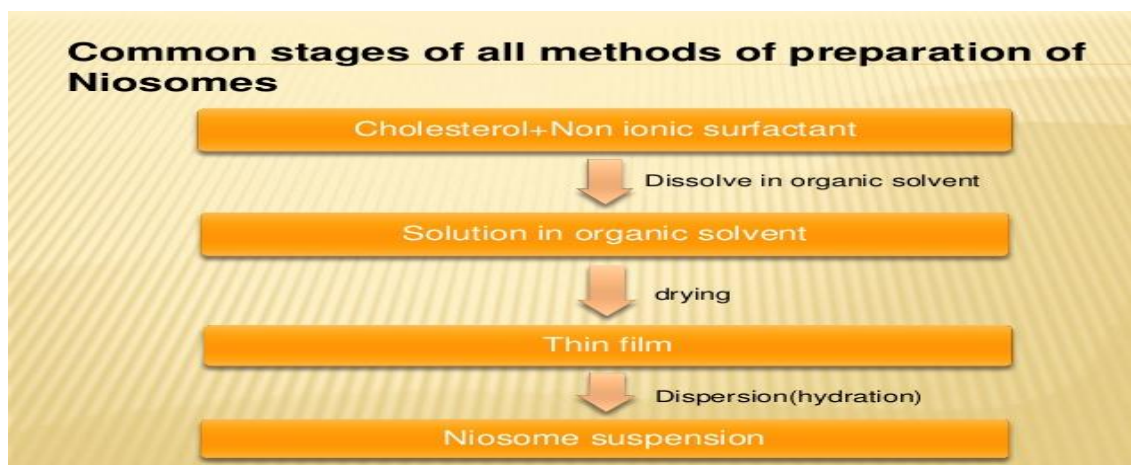 Common stages of all methods of preparation of
Niosomes
Cholesterol+Non ionic surfactant
Dissolve in organic solvent
Solution in organic solvent
drying
Thin film
Dispersion(hydration)
Niosome suspension